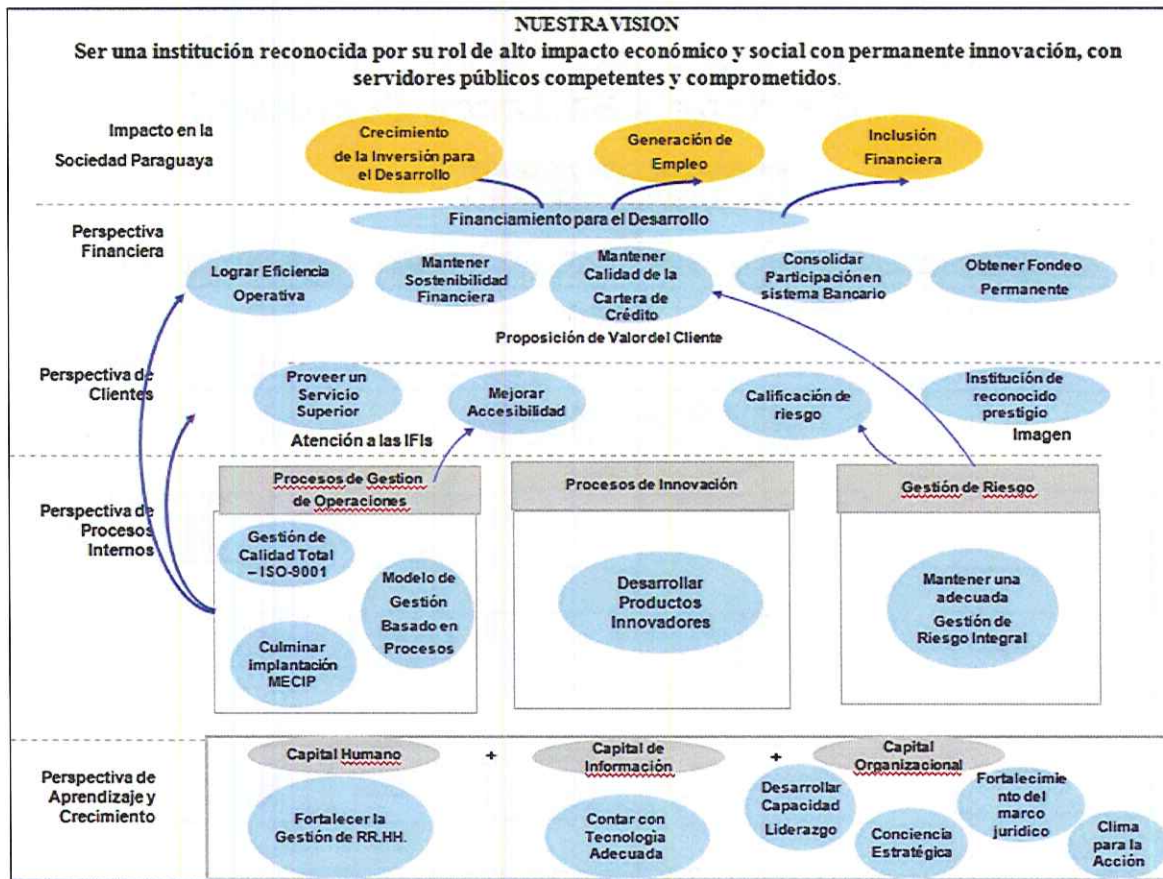 NUESTRA VISION
Ser una institución reconocida por su rol de alto impacto económico y social con permanente innovación, con
servidores públicos competentes y comprometidos.
Impacto en la
Sociedad Paraguaya
Crecimiento
de la Inversión para
el Desarrollo
Generación de
Empleo
Inclusión
Financiera
Financiamiento para el Desarrollo
Perspectiva
Financiera
Lograr Eficiencia
Operativa
Mantener
Sostenibilidad
Financiera
Mantener
Calidad de la
Cartera de
Crédito
Consolidar
Participación en
sistema Bancario
Obtener Fondeo
Permanente
Proposición de Valor del Cliente
Perspectiva de
Clientes
Proveer un
Servicio
Superior
Mejorar
Accesibilidad
Calificación de
riesgo
Institución de
reconocido
prestigio
Atención a las IFIs
Imagen
Perspectiva de
Procesos
Internos
Procesos de Gestion
de Operaciones
Procesos de Innovación
Gestión de Riesgo
Gestión de
Calidad Total
– ISO-9001
Modelo de
Gestión
Basado en
Procesos
Culminar
implantación
MECIP
Desarrollar
Productos
Innovadores
Mantener una
adecuada
Gestión de
Riesgo Integral
Perspectiva de
Aprendizaje y
Crecimiento
Capital Humano
+
Capital de
Información
+
Capital
Organizacional
Fortalecer la
Gestión de RR.HH.
Contar con
Tecnología
Adecuada
Desarrollar
Capacidad
Liderazgo
Conciencia
Estratégica
Fortalecimie
nto del
marco
juridico
Clima
para la
Acción